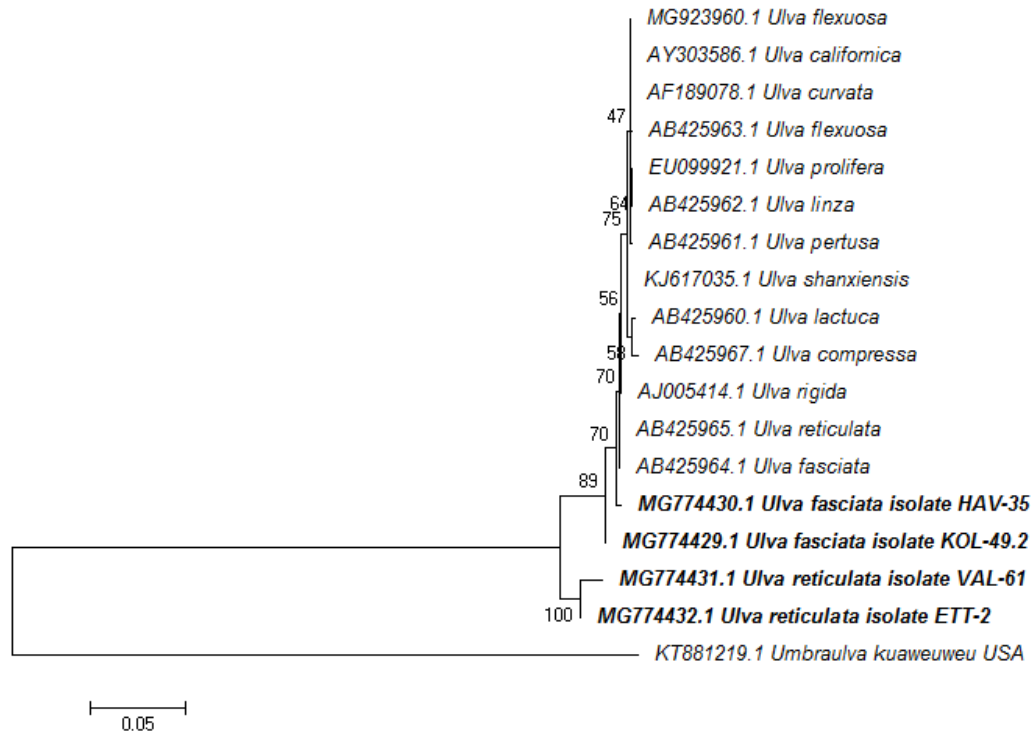 MG923960.1 Ulva flexuosa
AY303586.1 Ulva californica
AF189078.1 Ulva curvata
47
AB425963.1 Ulva flexuosa
EU099921.1 Ulva prolifera
64
AB425962.1 Ulva linza
75
AB425961.1 Ulva pertusa
KJ617035.1 Ulva shanxiensis
56
AB425960.1 Ulva lactuca
58
AB425967.1 Ulva compressa
70
AJ005414.1 Ulva rigida
AB425965.1 Ulva reticulata
70
AB425964.1 Ulva fasciata
89
MG774430.1 Ulva fasciata isolate HAV-35
MG774429.1 Ulva fasciata isolate KOL-49.2
MG774431.1 Ulva reticulata isolate VAL-61
100
MG774432.1 Ulva reticulata isolate ETT-2
KT881219.1 Umbraulva kuaweuweu USA
0.05